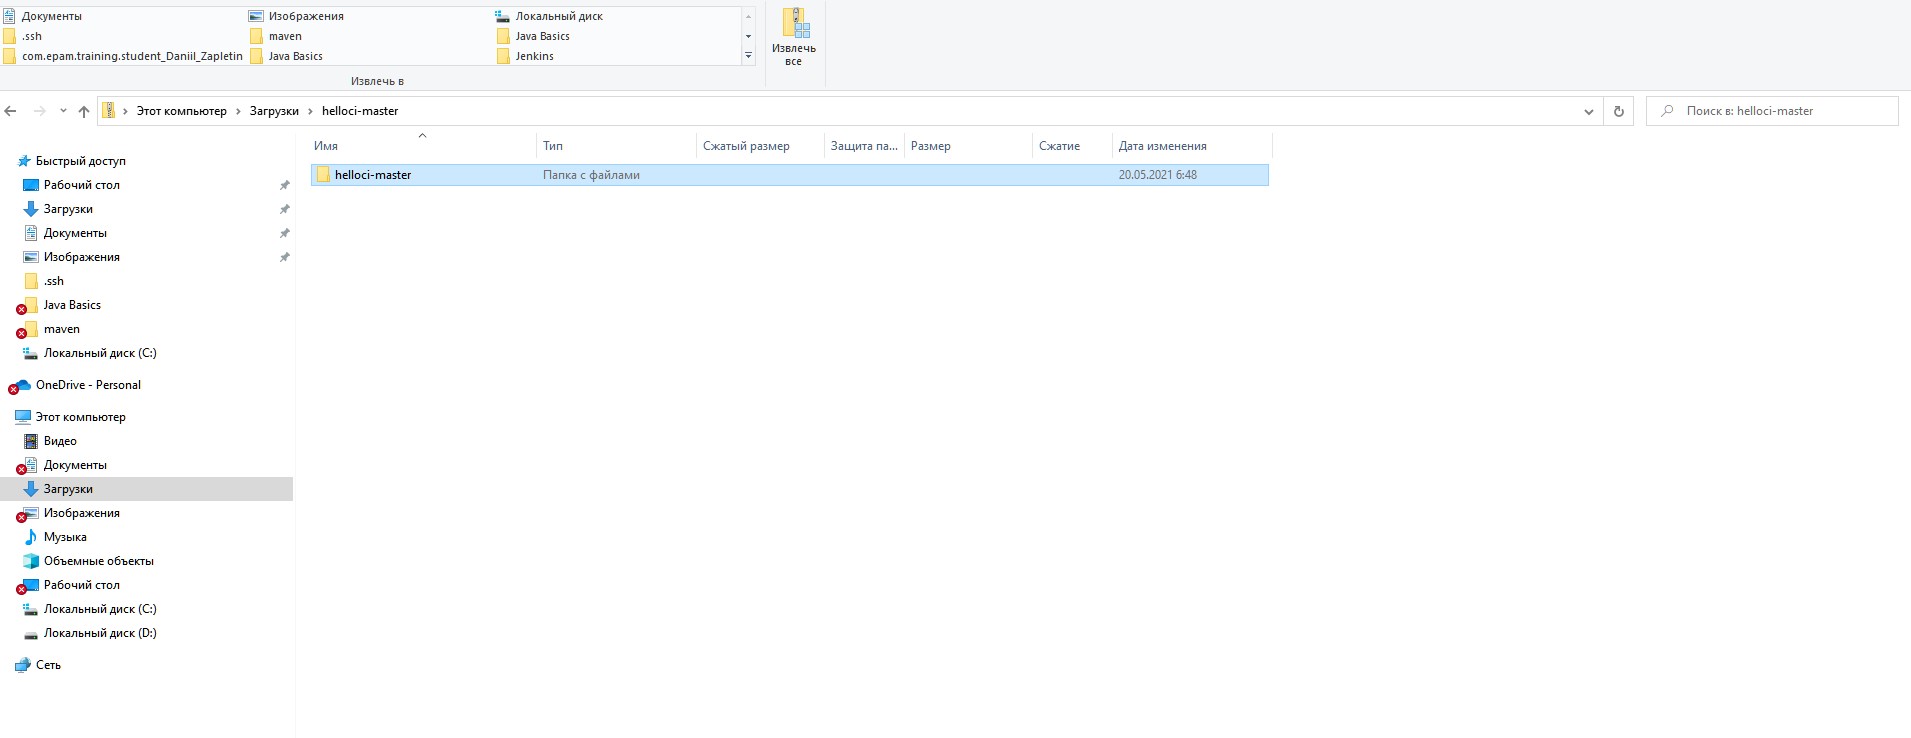 Документы Изображения Локальный диск
.ssh maven Java Basics
com.epam.training.student_Daniil_Zapletin Java Basics Jenkins
Извлечь в
Извлечь
все
Этот компьютер Загрузки helloci-master
Поиск в: helloci-master
Имя Тип Сжатый размер Защита па... Размер Сжатие Дата изменения
helloci-master Папка с файлами 20.05.2021 6:48
Быстрый доступ
Рабочий стол
Загрузки
Документы
Изображения
.ssh
Java Basics
maven
Локальный диск (C:)
OneDrive - Personal
Этот компьютер
Видео
Документы
Загрузки
Изображения
Музыка
Объемные объекты
Рабочий стол
Локальный диск (C:)
Локальный диск (D:)
Сеть